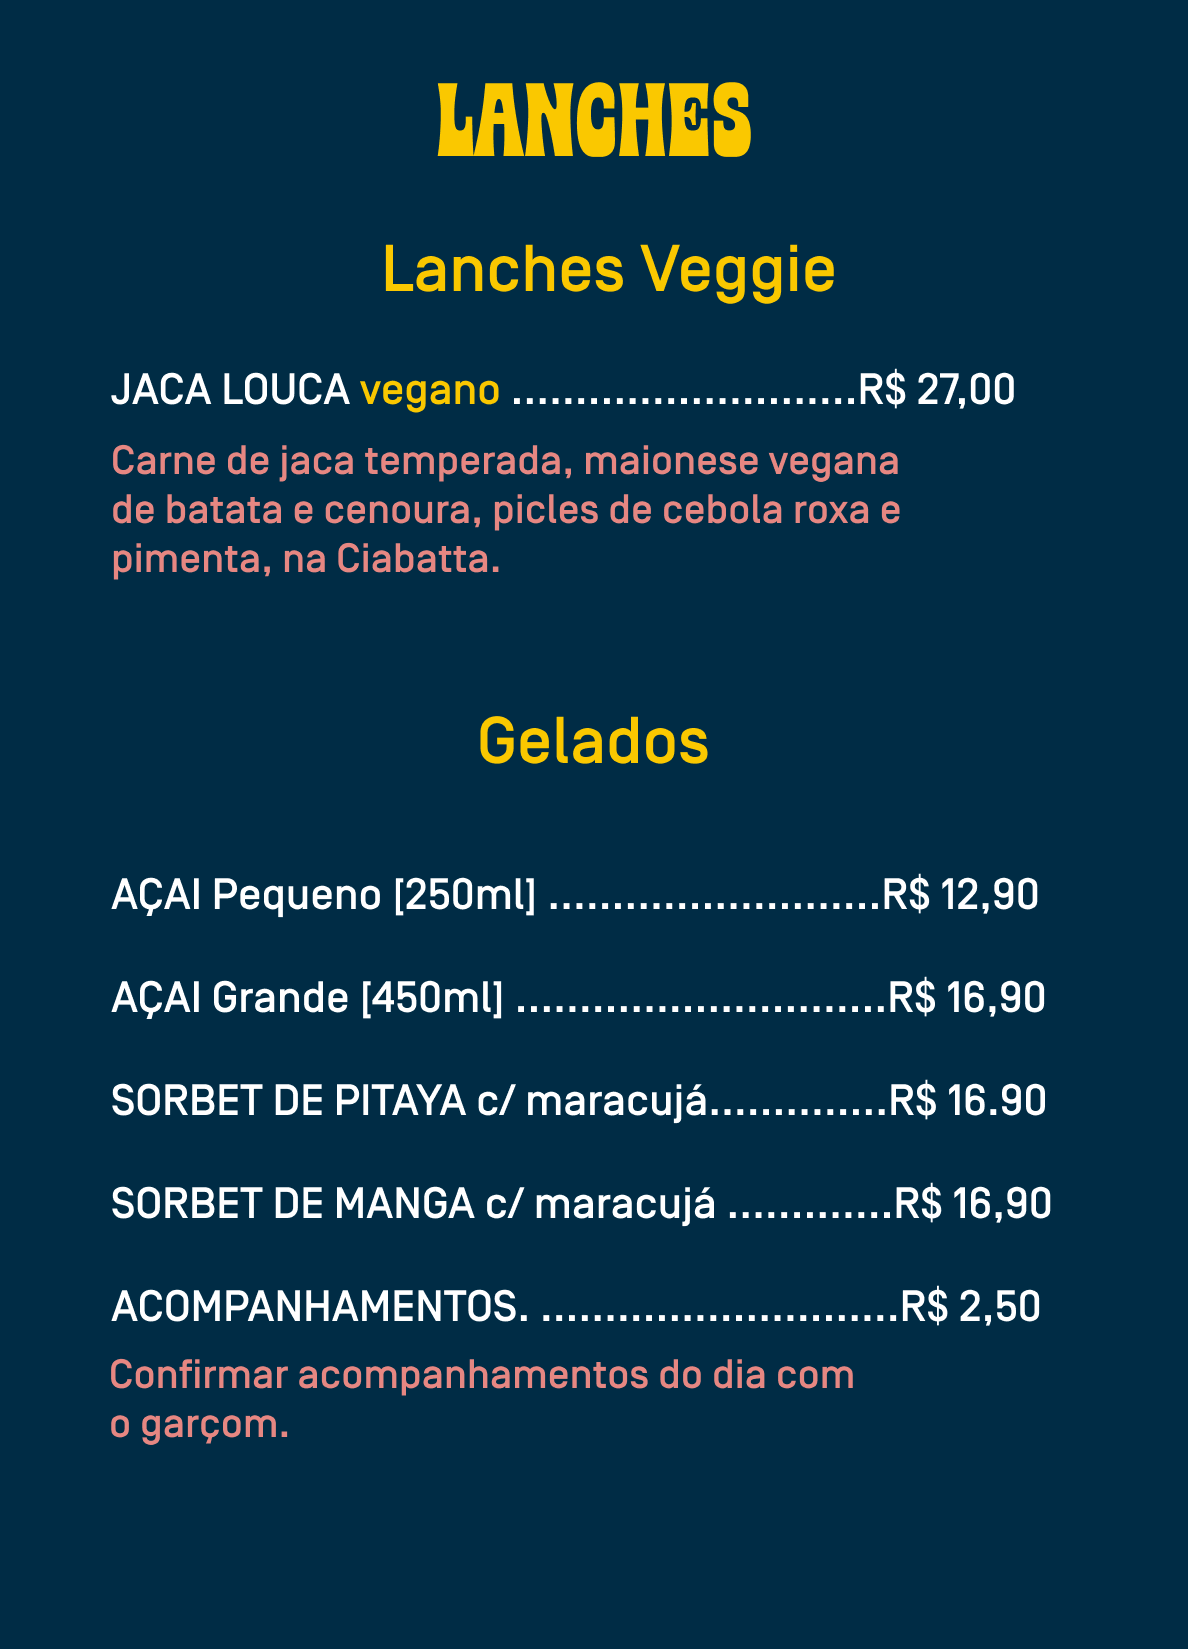 LANCHES
Lanches Veggie
JACA LOUCA vegano ...........................R$ 27,00
Carne de jaca temperada, maionese vegana
de batata e cenoura, picles de cebola roxa e
pimenta, na Ciabatta.
Gelados
AÇAI Pequeno [250ml] ..........................R$ 12,90
AÇAI Grande [450ml] .............................R$ 16,90
SORBET DE PITAYA c/ maracujá..............R$ 16.90
SORBET DE MANGA c/ maracujá .............R$ 16,90
ACOMPANHAMENTOS. ............................R$ 2,50
Confirmar acompanhamentos do dia com
o garçom.